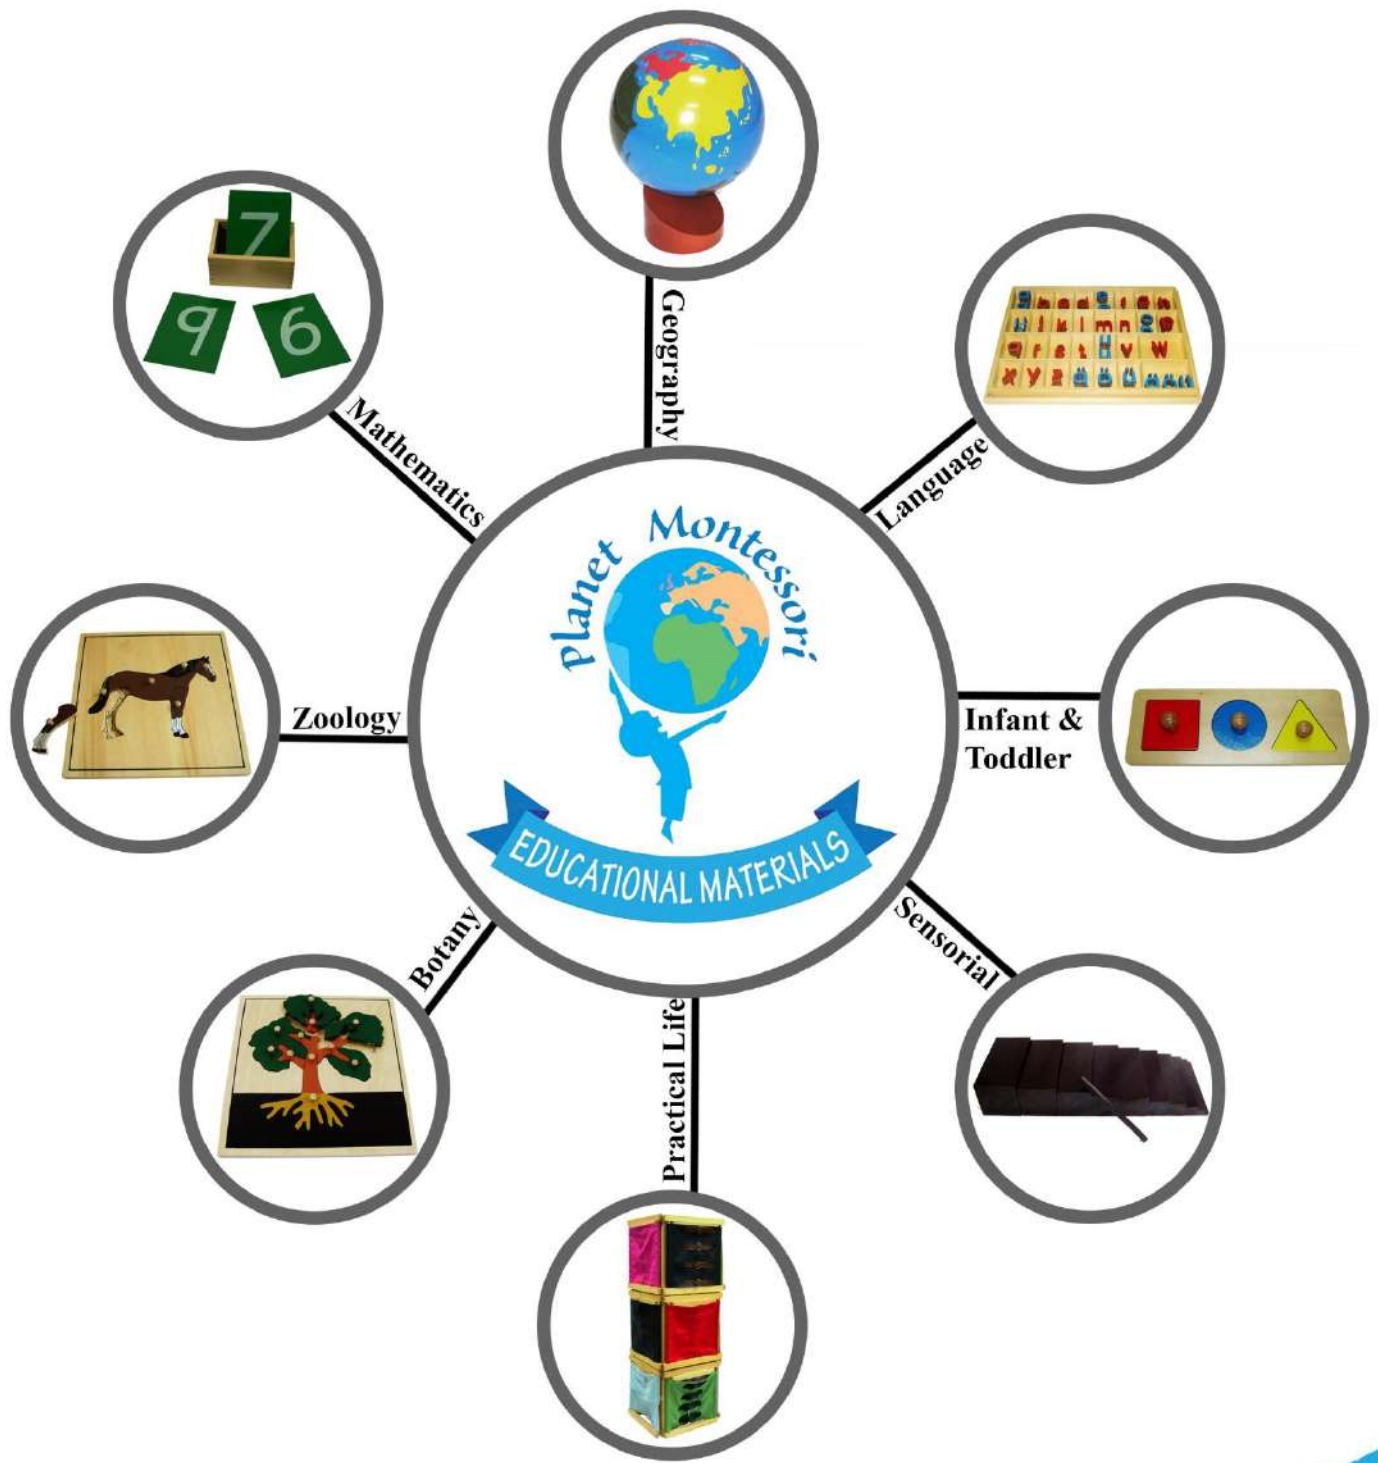 Geography
7
9
6
Mathematics
Language
Planet Montessori
EDUCATIONAL MATERIALS
Zoology
Infant &
Toddler
Botany
Sensorial
Practical Life